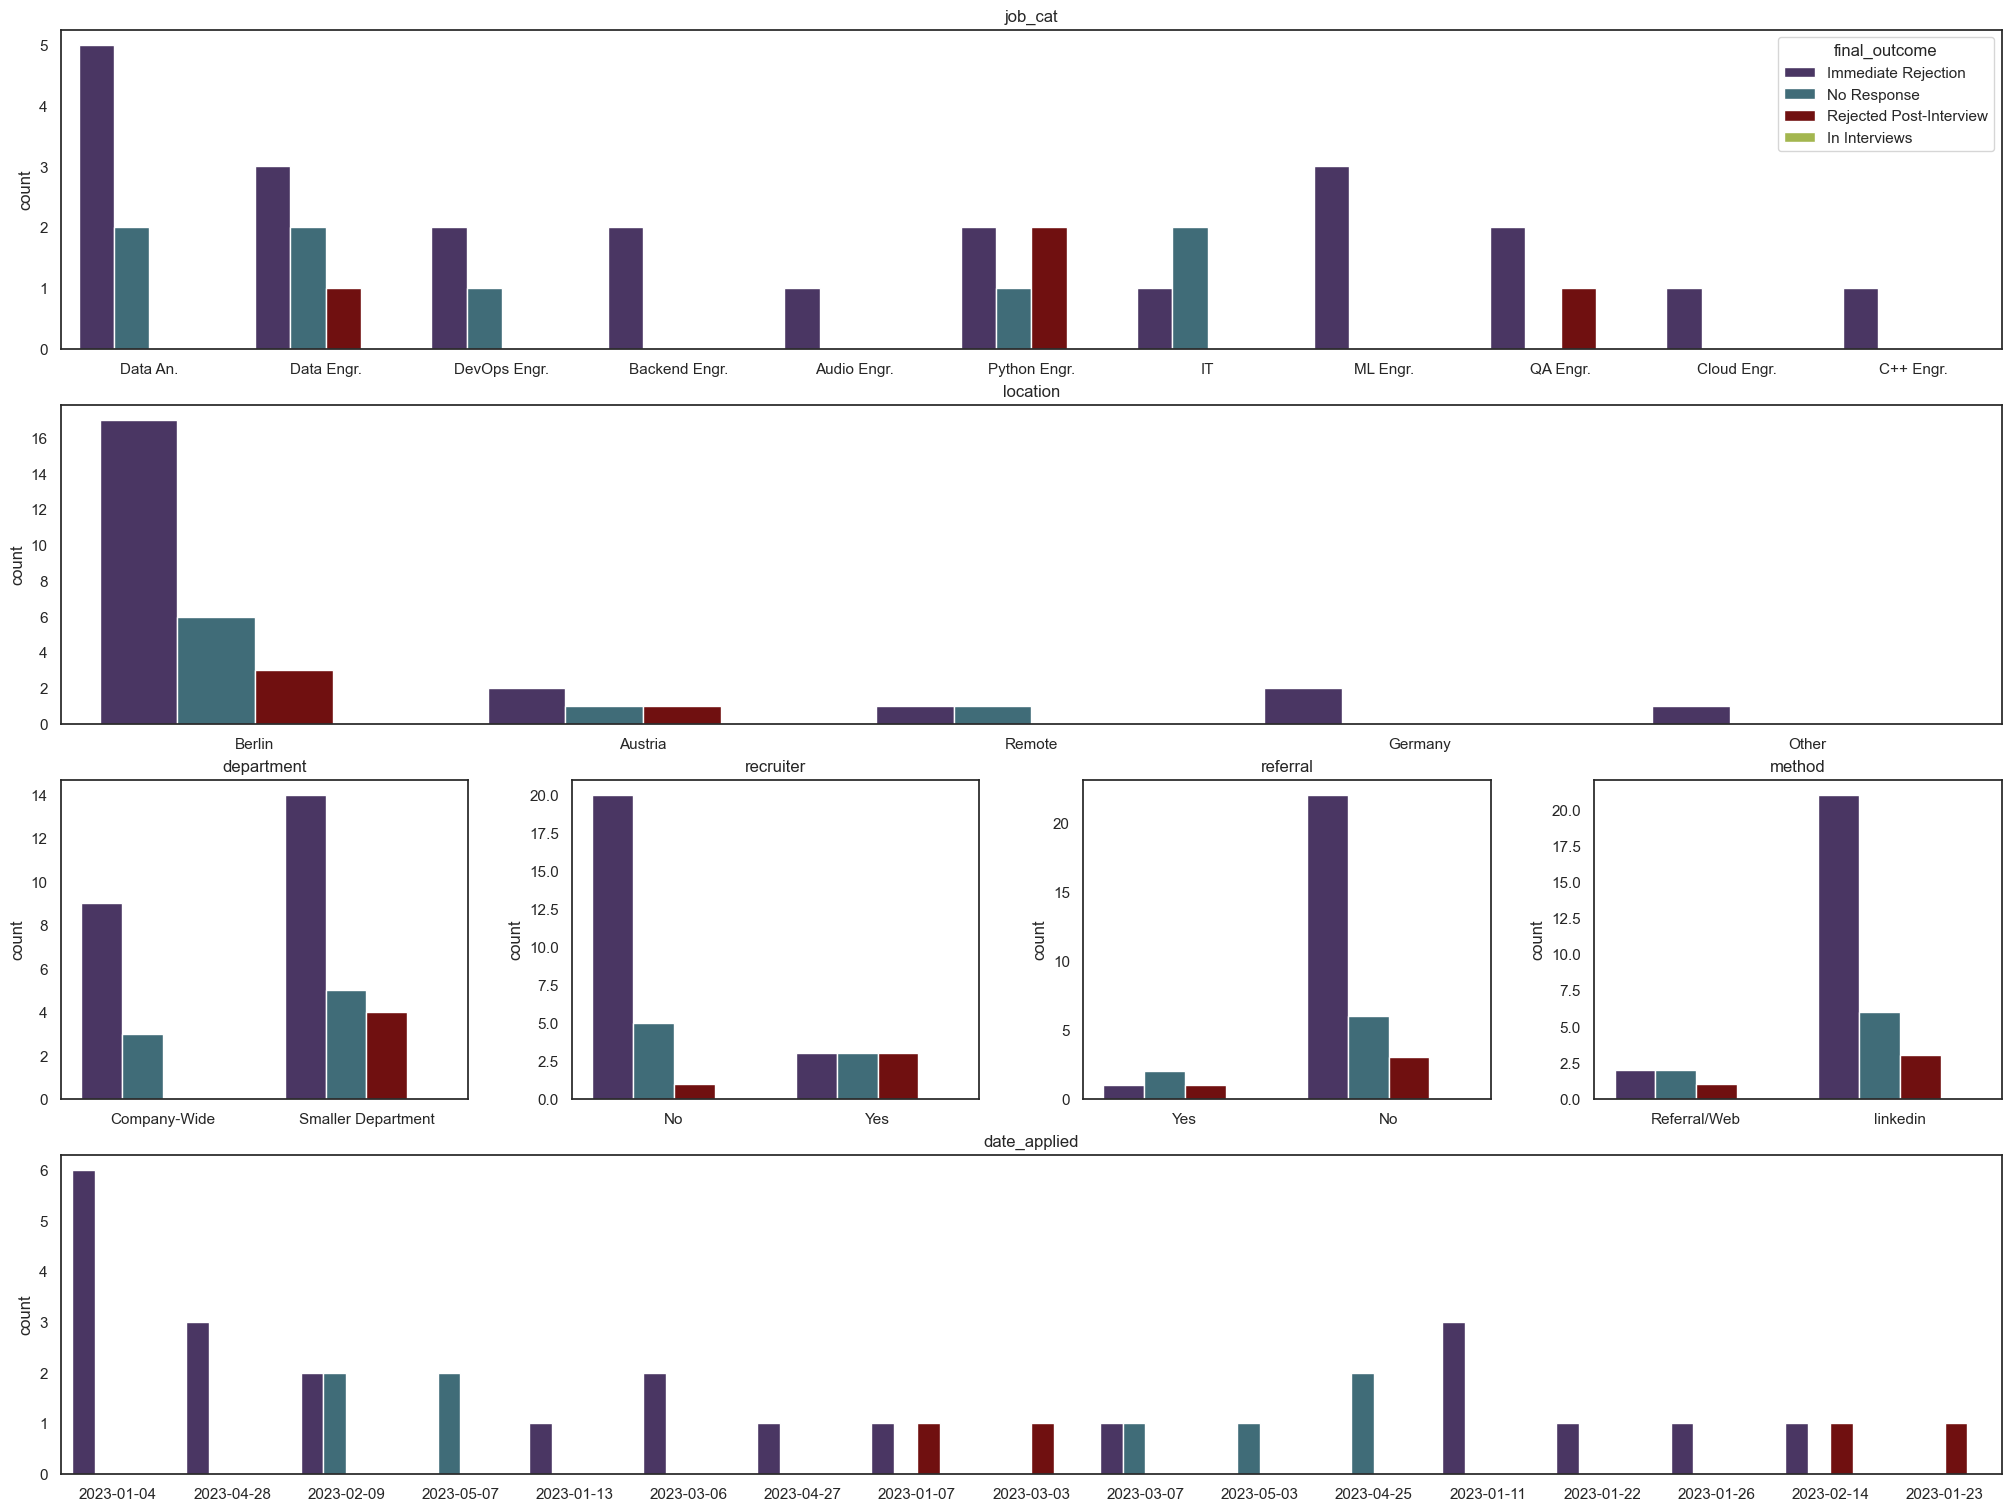 job_cat
final_outcome
Immediate Rejection
No Response
Rejected Post-Interview
In Interviews
count
5
4
3
2
1
0
Data An. Data Engr. DevOps Engr. Backend Engr. Audio Engr. Python Engr. IT ML Engr. QA Engr. Cloud Engr. C++ Engr.
location
count
16
14
12
10
8
6
4
2
0
Berlin Austria Remote Germany Other
department
count
14
12
10
8
6
4
2
0
Company-Wide Smaller Department
recruiter
count
20.0
17.5
15.0
12.5
10.0
7.5
5.0
2.5
0.0
No Yes
referral
count
20
15
10
5
0
Yes No
method
count
20.0
17.5
15.0
12.5
10.0
7.5
5.0
2.5
0.0
Referral/Web linkedin
date_applied
count
6
5
4
3
2
1
0
2023-01-04 2023-04-28 2023-02-09 2023-05-07 2023-01-13 2023-03-06 2023-04-27 2023-01-07 2023-03-03 2023-03-07 2023-05-03 2023-04-25 2023-01-11 2023-01-22 2023-01-26 2023-02-14 2023-01-23